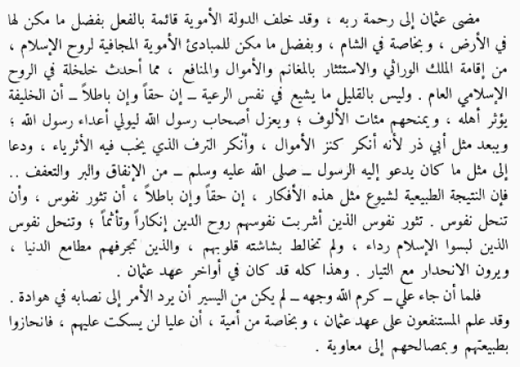 مضى عثمان إلى رحمة ربه ، وقد خلف الدولة الأموية قائمة بالفعل بفضل ما مكن لها
في الأرض ، وبخاصة في الشام ، وبفضل ما مكن للمبادئ الأموية المجافية لروح الإسلام ،
من إقامة الملك الوراثي والاستئثار بالمغانم والأموال والمنافع ، مما أحدث خلخلة في الروح
الإسلامي العام . وليس بالقليل ما يشيع في نفس الرعية ــ إن حقاً وإن باطلاً ــ أن الخليفة
يؤثر أهله ، ويمنحهم مئات الألوف ؛ ويعزل أصحاب رسول الله ليولي أعداء رسول الله ؛
ويبعد مثل أبي ذر لأنه أنكر كنز الأموال ، وأنكر الترف الذي يخب فيه الأثرياء ، ودعا
إلى مثل ما كان يدعو إليه الرسول ــ صلى الله عليه وسلم ــ من الإنفاق والبر والتعفف ..
فإن النتيجة الطبيعية لشيوع مثل هذه الأفكار ، إن حقاً وإن باطلاً ، أن تثور نفوس ، وأن
تنحل نفوس . تثور نفوس الذين أشربت نفوسهم روح الدين إنكاراً وتأثماً ؛ وتنحل نفوس
الذين لبسوا الإسلام رداء ، ولم تخالط بشاشته قلوبهم ، والذين تجرفهم مطامع الدنيا ،
ويرون الانحدار مع التيار . وهذا كله قد كان في أواخر عهد عثمان .
فلما أن جاء علي ــ كرم الله وجهه ــ لم يكن من اليسير أن يرد الأمر إلى نصابه في هوادة .
وقد علم المستنفعون على عهد عثمان ، وبخاصة من أمية ، أن عليا لن يسكت عليهم ، فانحازوا
بطبيعتهم وبمصالحهم إلى معاوية .